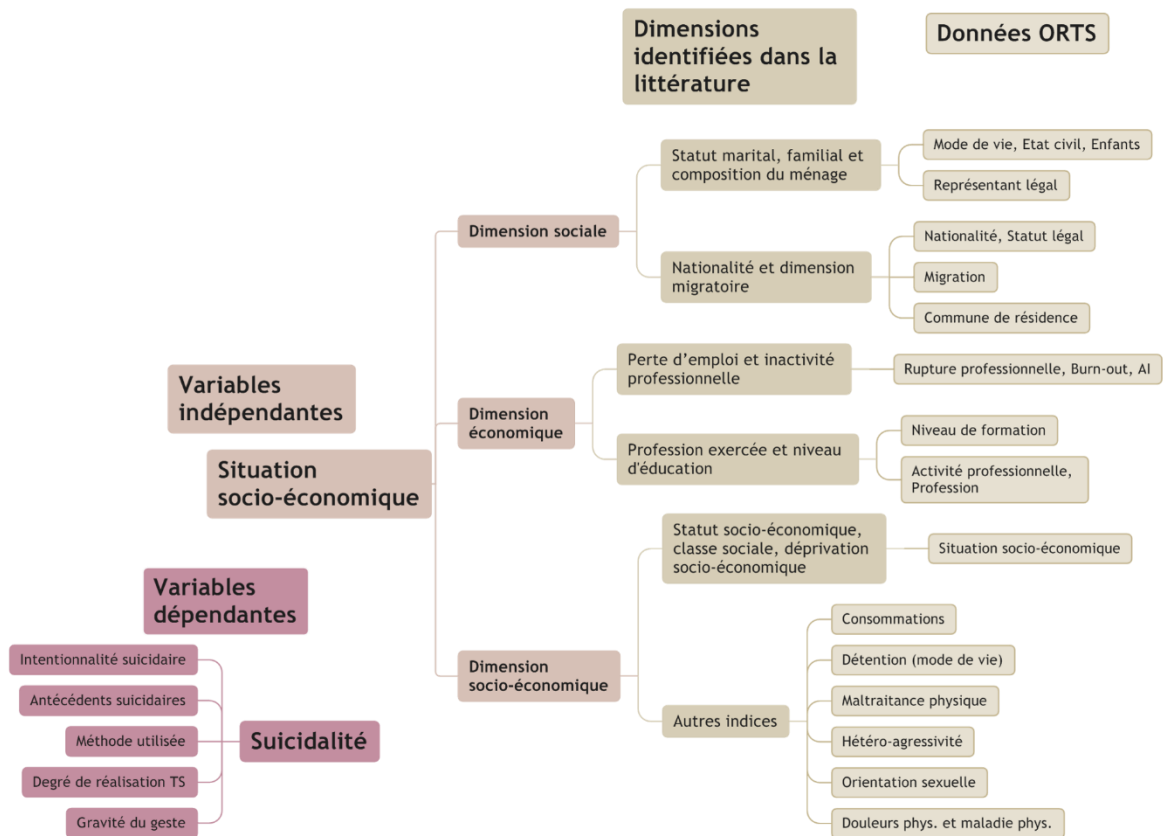 Dimensions
identifiées dans la
littérature
Données ORTS
Statut marital, familial et
composition du ménage
Mode de vie, Etat civil, Enfants
Représentant légal
Dimension sociale
Nationalité et dimension
migratoire
Nationalité, Statut légal
Migration
Commune de résidence
Variables
indépendantes
Situation
socio-économique
Dimension
économique
Perte d’emploi et inactivité
professionnelle
Rupture professionnelle, Burn-out, AI
Profession exercée et niveau
d'éducation
Niveau de formation
Activité professionnelle,
Profession
Dimension
socio-économique
Statut socio-économique,
classe sociale, déprivation
socio-économique
Situation socio-économique
Autres indices
Consommations
Détention (mode de vie)
Maltraitance physique
Hétéro-agressivité
Orientation sexuelle
Douleurs phys. et maladie phys.
Variables
dépendantes
Intentionnalité suicidaire
Antécédents suicidaires
Méthode utilisée
Degré de réalisation TS
Gravité du geste
Suicidalité